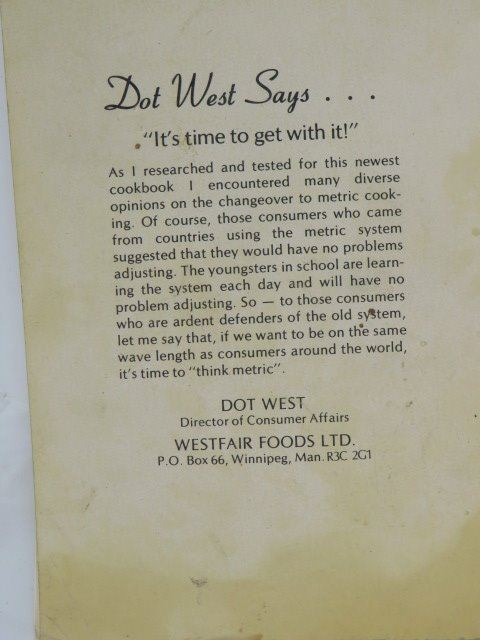 Dot West Says . . .
"It's time to get with it!"
As I researched and tested for this newest
cookbook I encountered many diverse
opinions on the changeover to metric cook-
ing. Of course, those consumers who came
from countries using the metric system
suggested that they would have no problems
adjusting. The youngsters in school are learn-
ing the system each day and will have no
problem adjusting. So — to those consumers
who are ardent defenders of the old system,
let me say that, if we want to be on the same
wave length as consumers around the world,
it's time to "think metric".
DOT WEST
Director of Consumer Affairs
WESTFAIR FOODS LTD.
P.O. Box 66, Winnipeg, Man. R3C 2G1